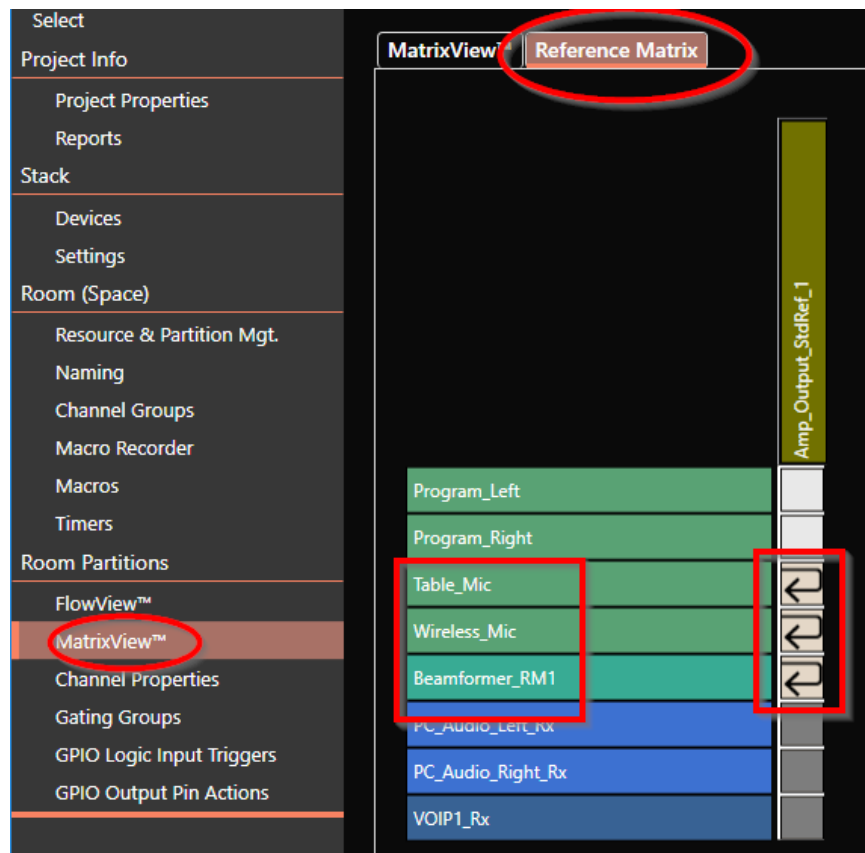 Select
Project Info
Project Properties
Reports
Stack
Devices
Settings
Room (Space)
Resource & Partition Mgt.
Naming
Channel Groups
Macro Recorder
Macros
Timers
Room Partitions
FlowView™
MatrixView™
Channel Properties
Gating Groups
GPIO Logic Input Triggers
GPIO Output Pin Actions
MatrixView™
Reference Matrix
Amp_Output_StdRef_1
Program_Left
Program_Right
Table_Mic
Wireless_Mic
Beamformer_RM1
PC_Audio_Left_Rx
PC_Audio_Right_Rx
VOIP1_Rx